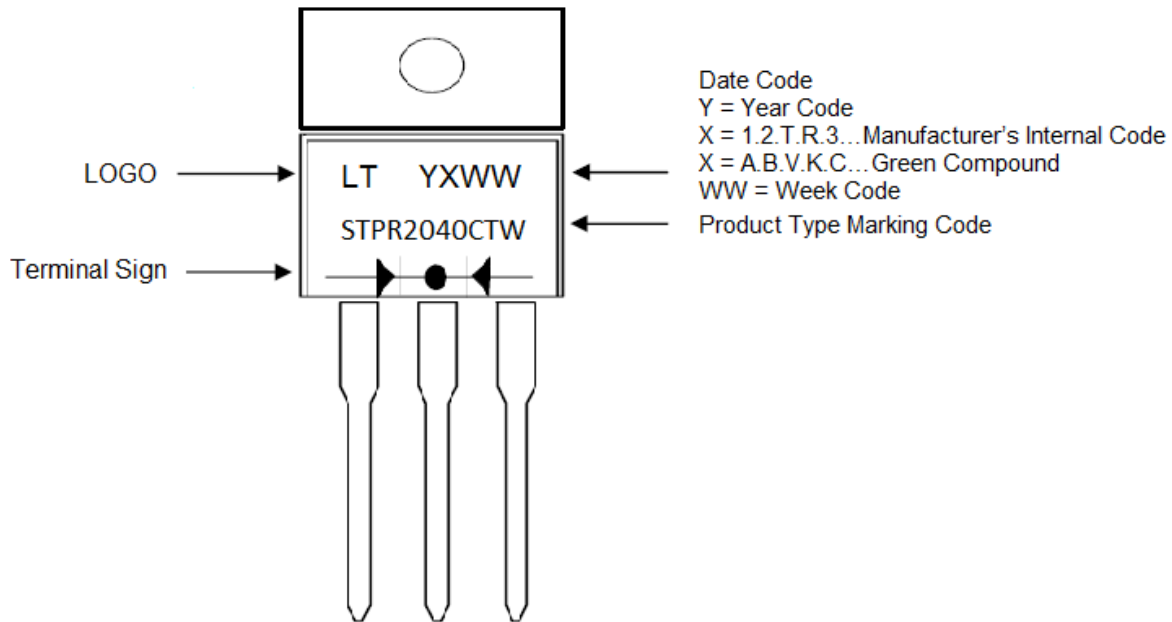 Date Code
Y = Year Code
X = 1.2.T.R.3...Manufacturer's Internal Code
X = A.B.V.K.C...Green Compound
WW = Week Code
LOGO
LT YXWW
STPR2040CTW
Product Type Marking Code
Terminal Sign